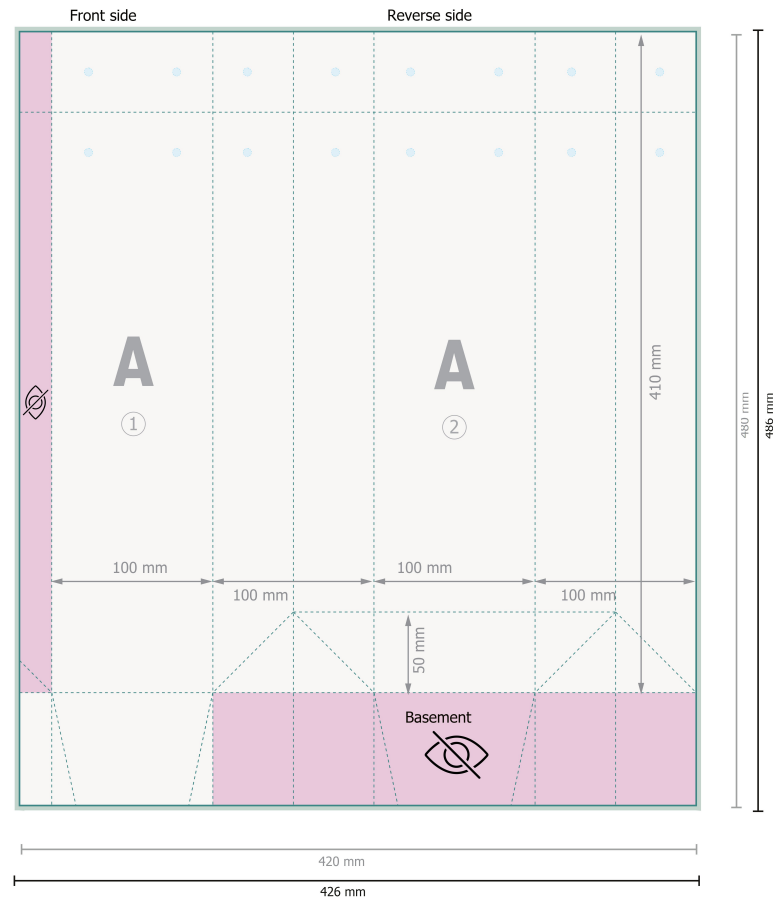 Front side
Reverse side
A
1
A
2
410 mm
480 mm
486 mm
100 mm
100 mm
100 mm
100 mm
50 mm
Basement
420 mm
426 mm